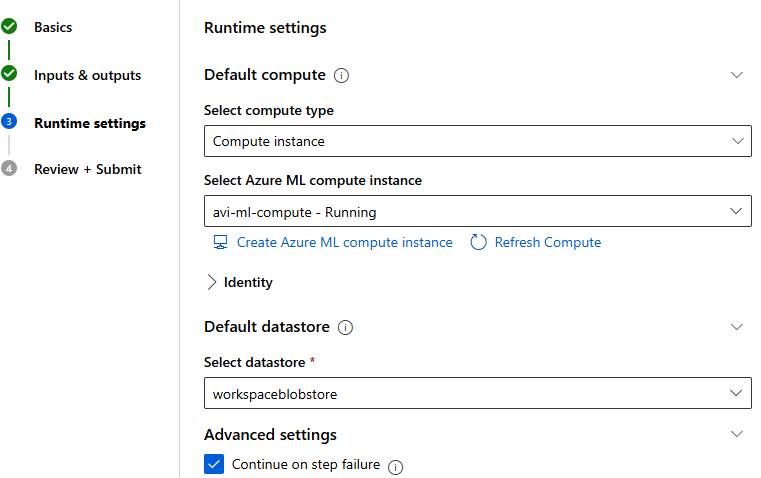 Basics
Inputs & outputs
3 Runtime settings
4 Review + Submit
Runtime settings
Default compute
Select compute type
Compute instance
Select Azure ML compute instance
avi-ml-compute - Running
Create Azure ML compute instance Refresh Compute
Identity
Default datastore
Select datastore *
workspaceblobstore
Advanced settings
Continue on step failure